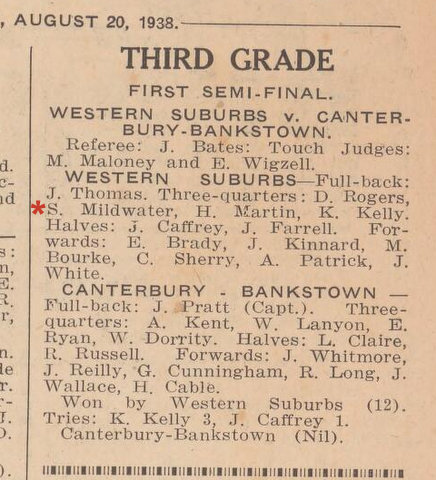 , AUGUST 20, 1938.
THIRD GRADE
FIRST SEMI-FINAL.
WESTERN SUBURBS v. CANTER-
BURY-BANKSTOWN.
Referee: J. Bates: Touch Judges:
M. Maloney and E. Wigzell.
WESTERN SUBURBS—Full-back:
J. Thomas. Three-quarters: D. Rogers,
*S. Mildwater, H. Martin, K. Kelly.
Halves: J. Caffrey, J. Farrell. For-
wards: E. Brady, J. Kinnard, M.
Bourke, C. Sherry, A. Patrick, J.
White.
CANTERBURY - BANKSTOWN —
Full-back: J. Pratt (Capt.). Three-
quarters: A. Kent, W. Lanyon, E.
Ryan, W. Dorrity. Halves: L. Claire,
R. Russell. Forwards: J. Whitmore,
J. Reilly, G. Cunningham, R. Long, J.
Wallace, H. Cable.
Won by Western Suburbs (12).
Tries: K. Kelly 3, J. Caffrey 1.
Canterbury-Bankstown (Nil).